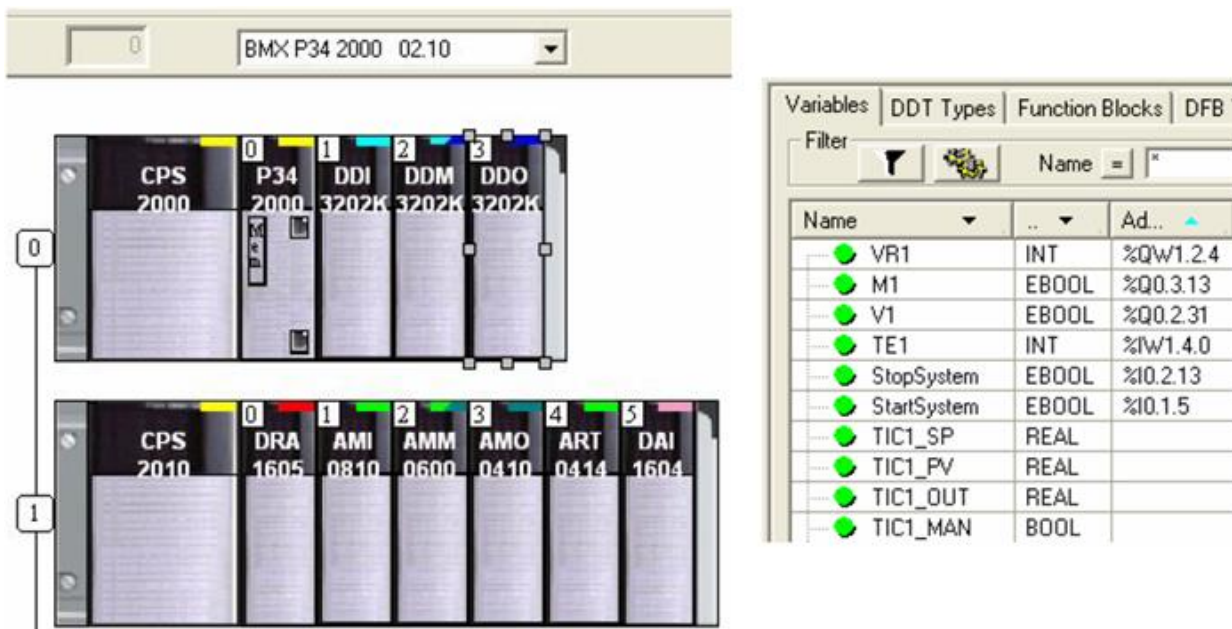 0
BMX P34 2000 02.10
0
CPS 2000
0 P34 2000
1 DDI 3202K
2 DDM 3202K
3 DDO 3202K
1
CPS 2010
0 DRA 1605
1 AMI 0810
2 AMM 0600
3 AMO 0410
4 ART 0414
5 DAI 1604
Variables DDT Types Function Blocks DFB
Filter
Name = *
Name .. Ad...
VR1 INT %QW1.2.4
M1 EBOOL %Q0.3.13
V1 EBOOL %Q0.2.31
TE1 INT %IW1.4.0
StopSystem EBOOL %I0.2.13
StartSystem EBOOL %I0.1.5
TIC1_SP REAL
TIC1_PV REAL
TIC1_OUT REAL
TIC1_MAN BOOL